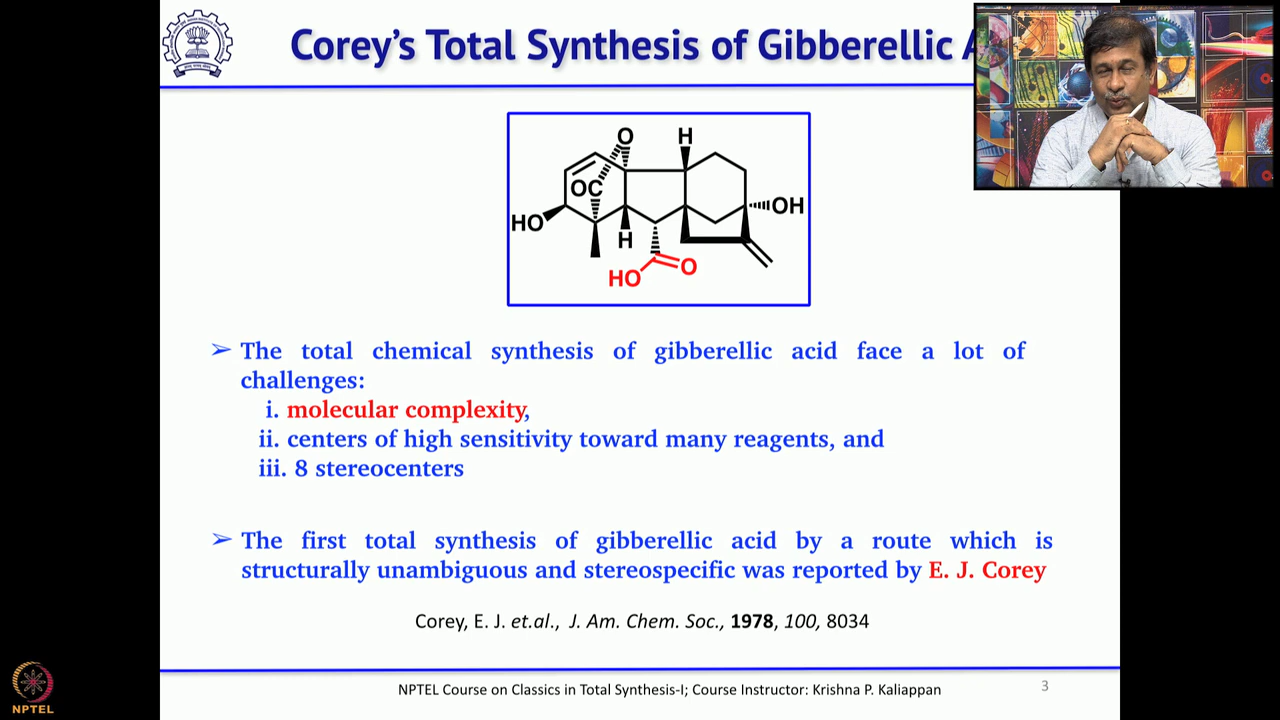 Corey's Total Synthesis of Gibberellic A
O
H
OC
OH
HO
H
HO
O
➢ The total chemical synthesis of gibberellic acid face a lot of
challenges:
i. molecular complexity,
ii. centers of high sensitivity toward many reagents, and
iii. 8 stereocenters
➢ The first total synthesis of gibberellic acid by a route which is
structurally unambiguous and stereospecific was reported by E. J. Corey
Corey, E. J. et.al., J. Am. Chem. Soc., 1978, 100, 8034
NPTEL Course on Classics in Total Synthesis-I; Course Instructor: Krishna P. Kaliappan
3
NPTEL